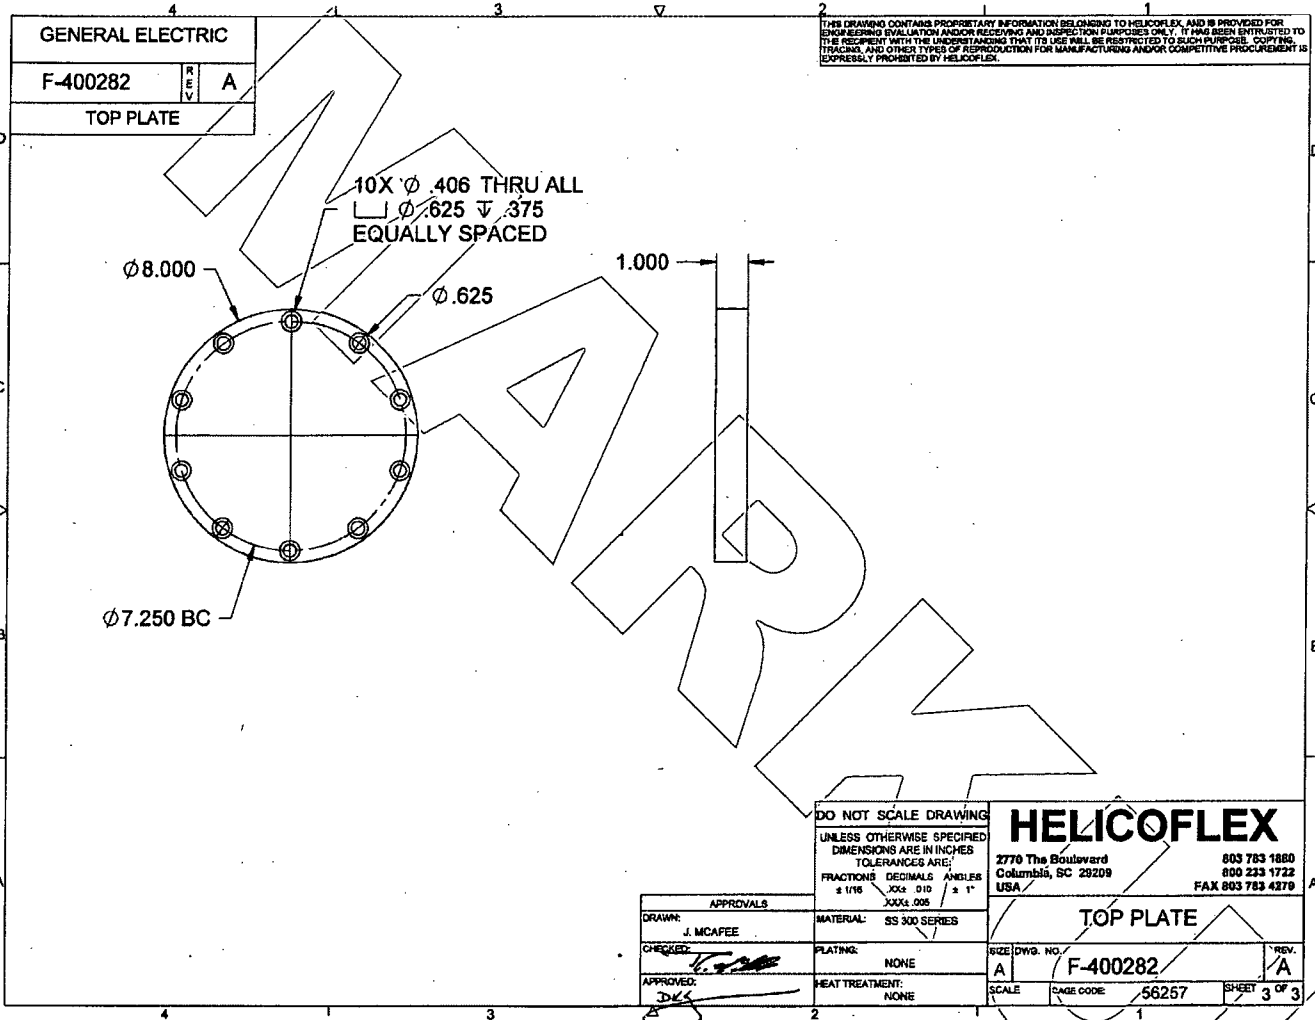 4 3 2 1
GENERAL ELECTRIC
F-400282 REV A
TOP PLATE
THIS DRAWING CONTAINS PROPRIETARY INFORMATION BELONGING TO HELICOFLEX, AND IS PROVIDED FOR
ENGINEERING EVALUATION AND/OR RECEIVING AND INSPECTION PURPOSES ONLY. IT HAS BEEN ENTRUSTED TO
THE RECIPIENT WITH THE UNDERSTANDING THAT ITS USE WILL BE RESTRICTED TO SUCH PURPOSE. COPYING,
TRACING, AND OTHER TYPES OF REPRODUCTION FOR MANUFACTURING AND/OR COMPETITIVE PROCUREMENT IS
EXPRESSLY PROHIBITED BY HELICOFLEX.
10X Ø .406 THRU ALL
⌴ Ø .625 ↧ .375
EQUALLY SPACED
Ø8.000
Ø.625
1.000
Ø7.250 BC
MARK
DO NOT SCALE DRAWING
UNLESS OTHERWISE SPECIFIED
DIMENSIONS ARE IN INCHES
TOLERANCES ARE:
FRACTIONS DECIMALS ANGLES
± 1/16 .XX± .010 ± 1°
.XXX± .005
HELICOFLEX
2770 The Boulevard 803 783 1880
Columbia, SC 29209 800 233 1722
USA FAX 803 783 4279
APPROVALS
DRAWN:
J. MCAFEE
MATERIAL: SS 300 SERIES
TOP PLATE
CHECKED:
PLATING:
NONE
SIZE DWG. NO. REV.
A F-400282 A
APPROVED:
DKS
HEAT TREATMENT:
NONE
SCALE CAGE CODE: 56257 SHEET 3 OF 3
4 3 2 1